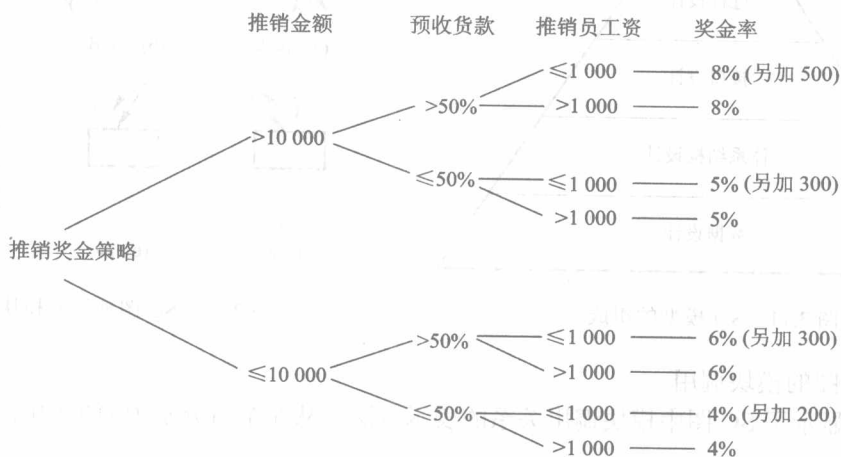 推销金额 预收货款 推销员工资 奖金率
≤1 000 8% (另加 500)
>50% >1 000 8%
>10 000
≤50% ≤1 000 5% (另加 300)
>1 000 5%
推销奖金策略
>50% ≤1 000 6% (另加 300)
≤10 000 >1 000 6%
≤50% ≤1 000 4% (另加 200)
>1 000 4%